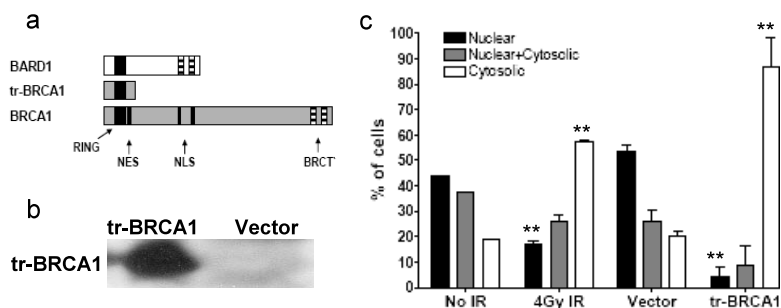 a
BARD1
tr-BRCA1
BRCA1
RING
NES
NLS
BRCT'
b
tr-BRCA1 Vector
tr-BRCA1
c
100
90
80
70
60
50
40
30
20
10
0
% of cells
Nuclear
Nuclear+Cytosolic
Cytosolic
**
**
**
**
No IR
4Gy IR
Vector
tr-BRCA1